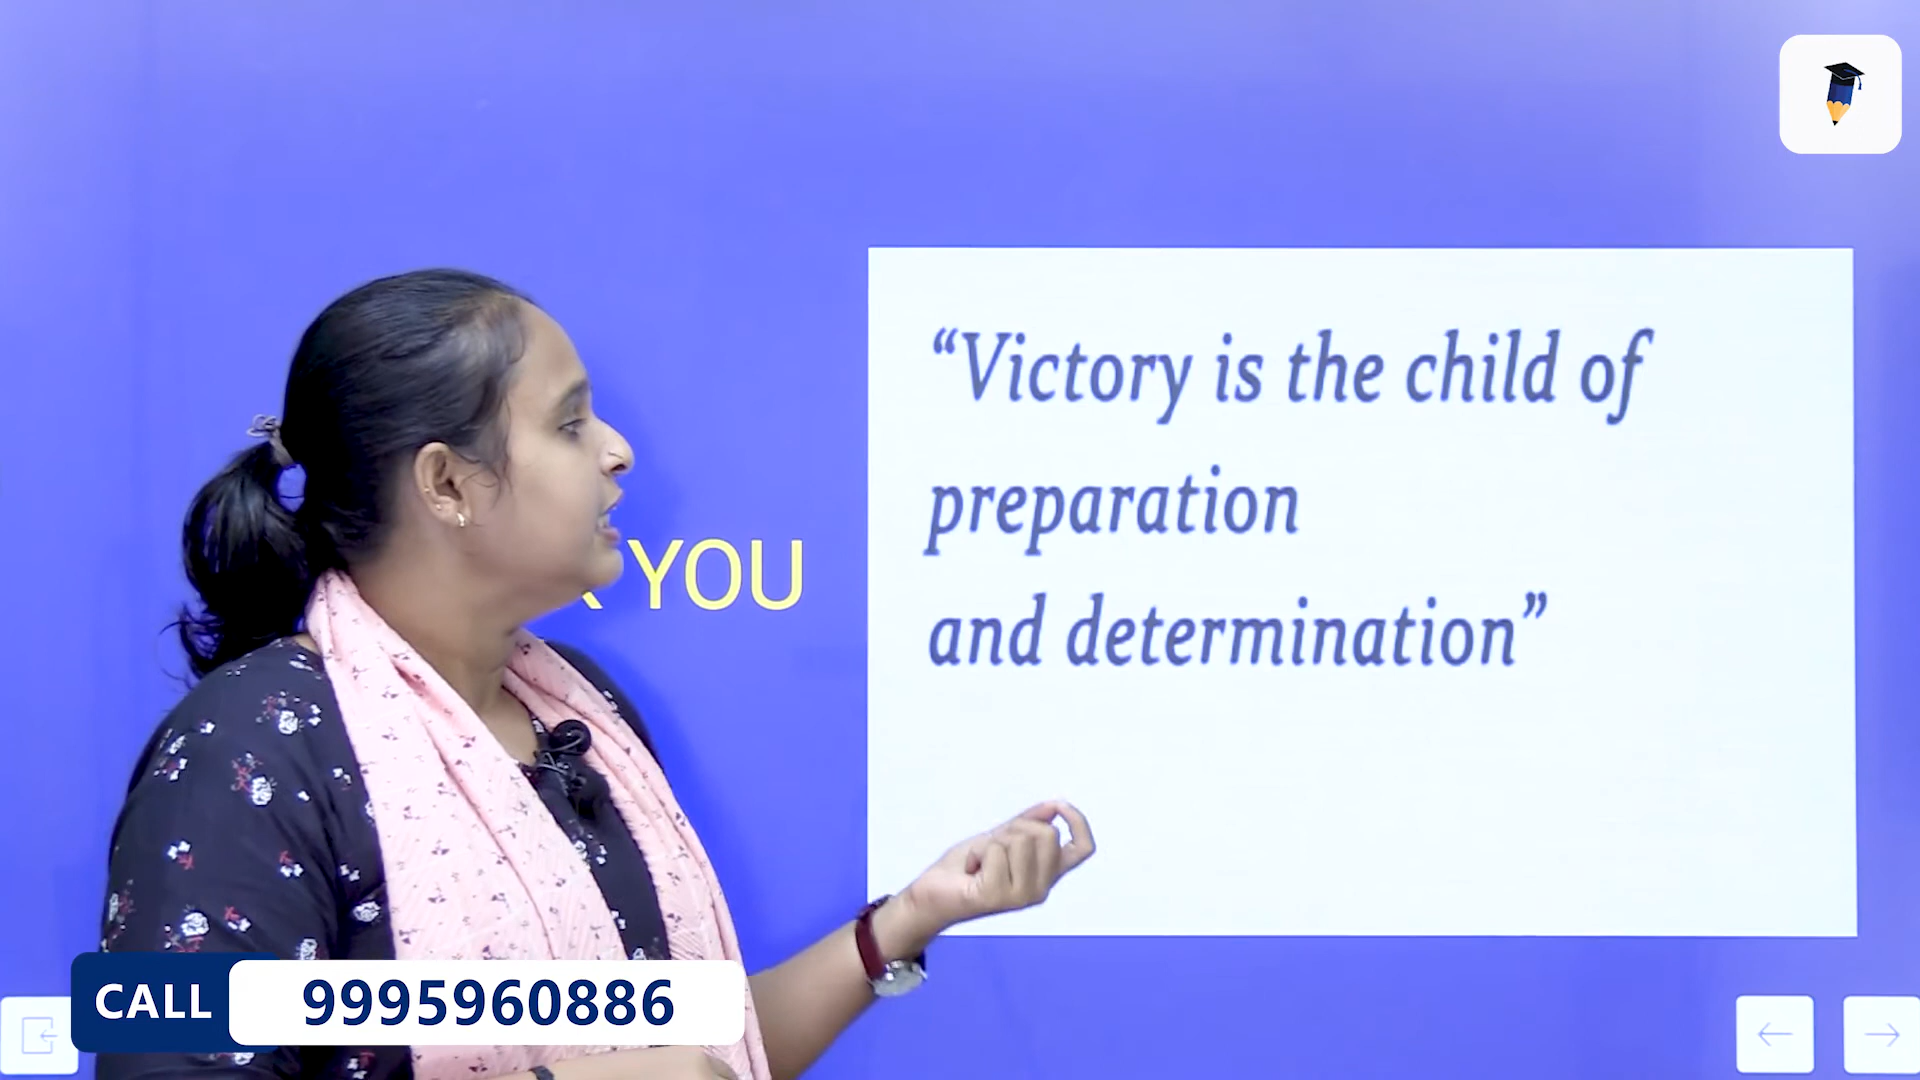 “Victory is the child of
preparation
and determination”
YOU
CALL 9995960886